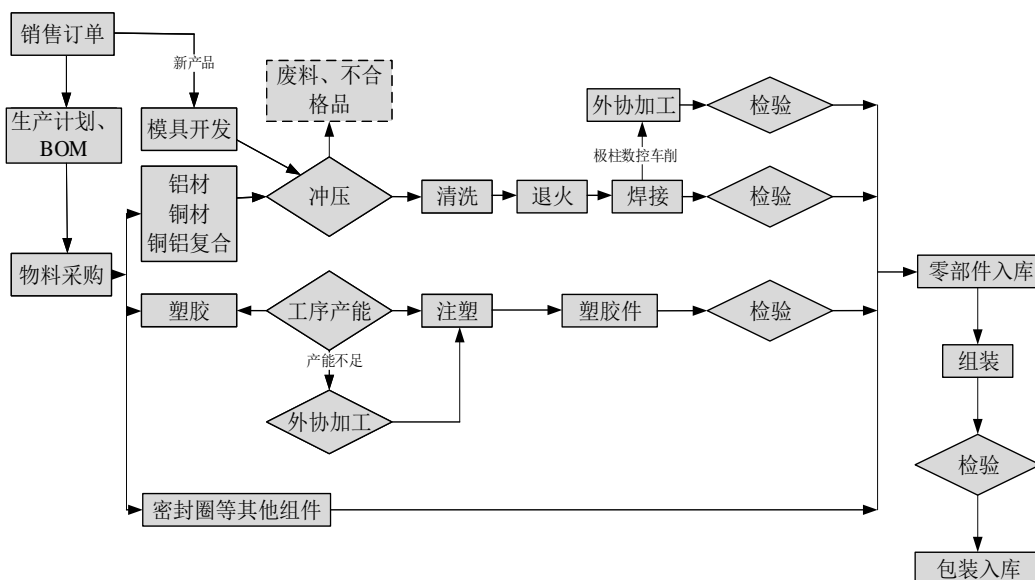 销售订单
新产品
废料、不合
格品
生产计划、
BOM
模具开发
外协加工
检验
极柱数控车削
铝材
铜材
铜铝复合
冲压
清洗
退火
焊接
检验
物料采购
零部件入库
塑胶
工序产能
注塑
塑胶件
检验
产能不足
组装
外协加工
检验
密封圈等其他组件
包装入库